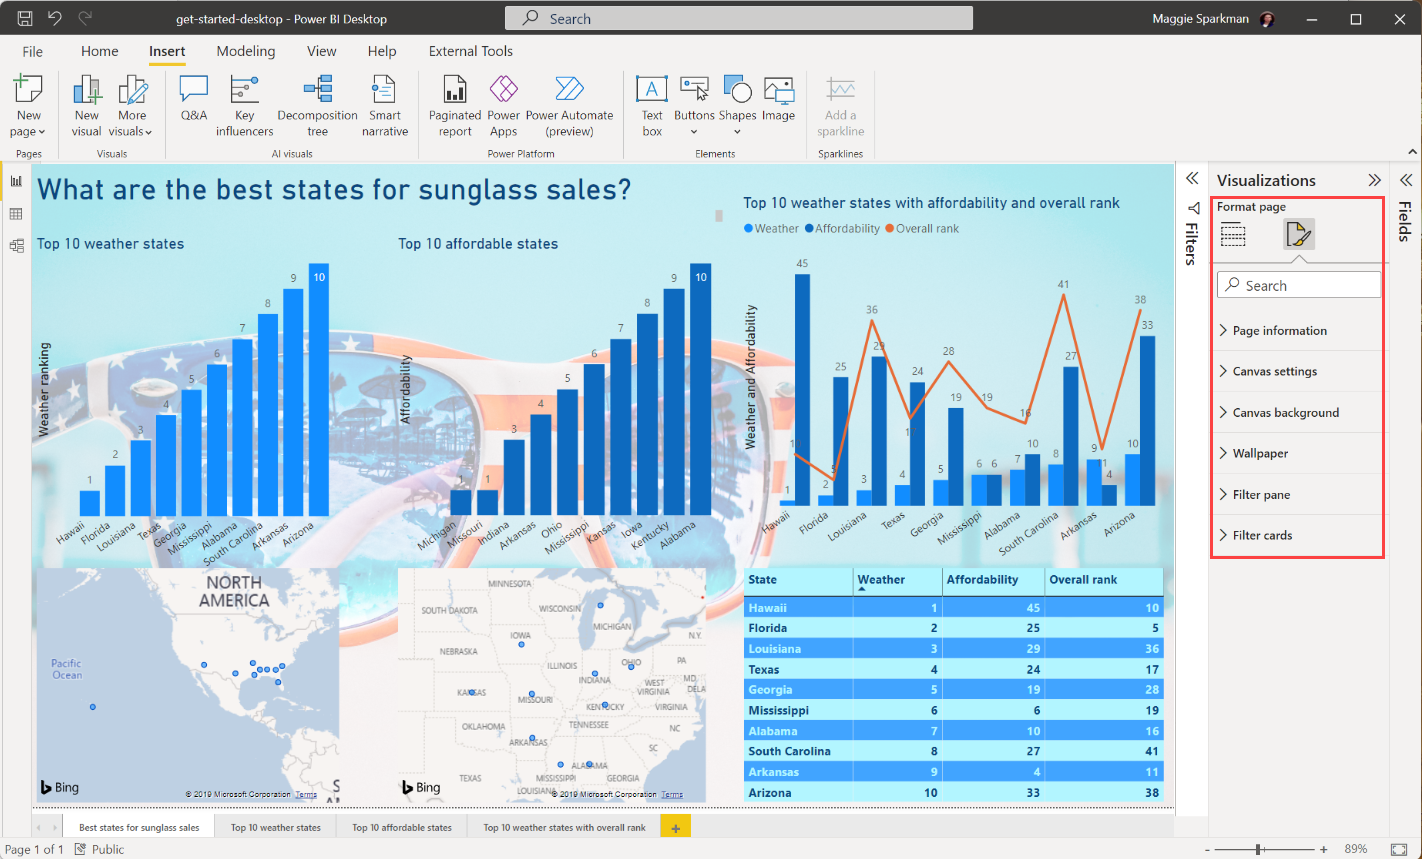 get-started-desktop - Power BI Desktop
Search
Maggie Sparkman
File Home Insert Modeling View Help External Tools
New page
New visual
More visuals
Q&A
Key influencers
Decomposition tree
Smart narrative
Paginated report
Power Apps
Power Automate (preview)
Text box
Buttons
Shapes
Image
Add a sparkline
Pages
Visuals
AI visuals
Power Platform
Elements
Sparklines
What are the best states for sunglass sales?
Top 10 weather states
Weather ranking
1 2 3 4 5 6 7 8 9 10
Hawaii Florida Louisiana Texas Georgia Mississippi Alabama South Carolina Arkansas Arizona
Top 10 affordable states
Affordability
1 1 3 4 5 6 7 8 9 10
Michigan Missouri Indiana Arkansas Ohio Mississippi Kansas Iowa Kentucky Alabama
Top 10 weather states with affordability and overall rank
Weather Affordability Overall rank
Weather and Affordability
45 25 29 24 19 6 10 27 4 33
1 2 3 4 5 6 7 8 9 10
5 36 28 19 16 41 38
Hawaii Florida Louisiana Texas Georgia Mississippi Alabama South Carolina Arkansas Arizona
NORTH
AMERICA
Pacific
Ocean
Bing
© 2019 Microsoft Corporation Terms
MINNESOTA
SOUTH DAKOTA
WISCONSIN
MICHIGAN
N.Y.
IOWA
NEBRASKA
ILLINOIS
INDIANA
OHIO
PA
MD.
DELA
WEST
VIRGINIA
KANSAS
MISSOURI
KENTUCKY
VIRGINIA
OKLAHOMA
TENNESSEE
NC
ARKANSAS
SC
TEXAS
MISSISSIPPI
ALABAMA
GEORGIA
LOUISIANA
Bing
© 2019 Microsoft Corporation Terms
State Weather Affordability Overall rank
Hawaii 1 45 10
Florida 2 25 5
Louisiana 3 29 36
Texas 4 24 17
Georgia 5 19 28
Mississippi 6 6 19
Alabama 7 10 16
South Carolina 8 27 41
Arkansas 9 4 11
Arizona 10 33 38
Filters
Visualizations
Format page
Search
Page information
Canvas settings
Canvas background
Wallpaper
Filter pane
Filter cards
Fields
Best states for sunglass sales
Top 10 weather states
Top 10 affordable states
Top 10 weather states with overall rank
+
Page 1 of 1
Public
- + 89%